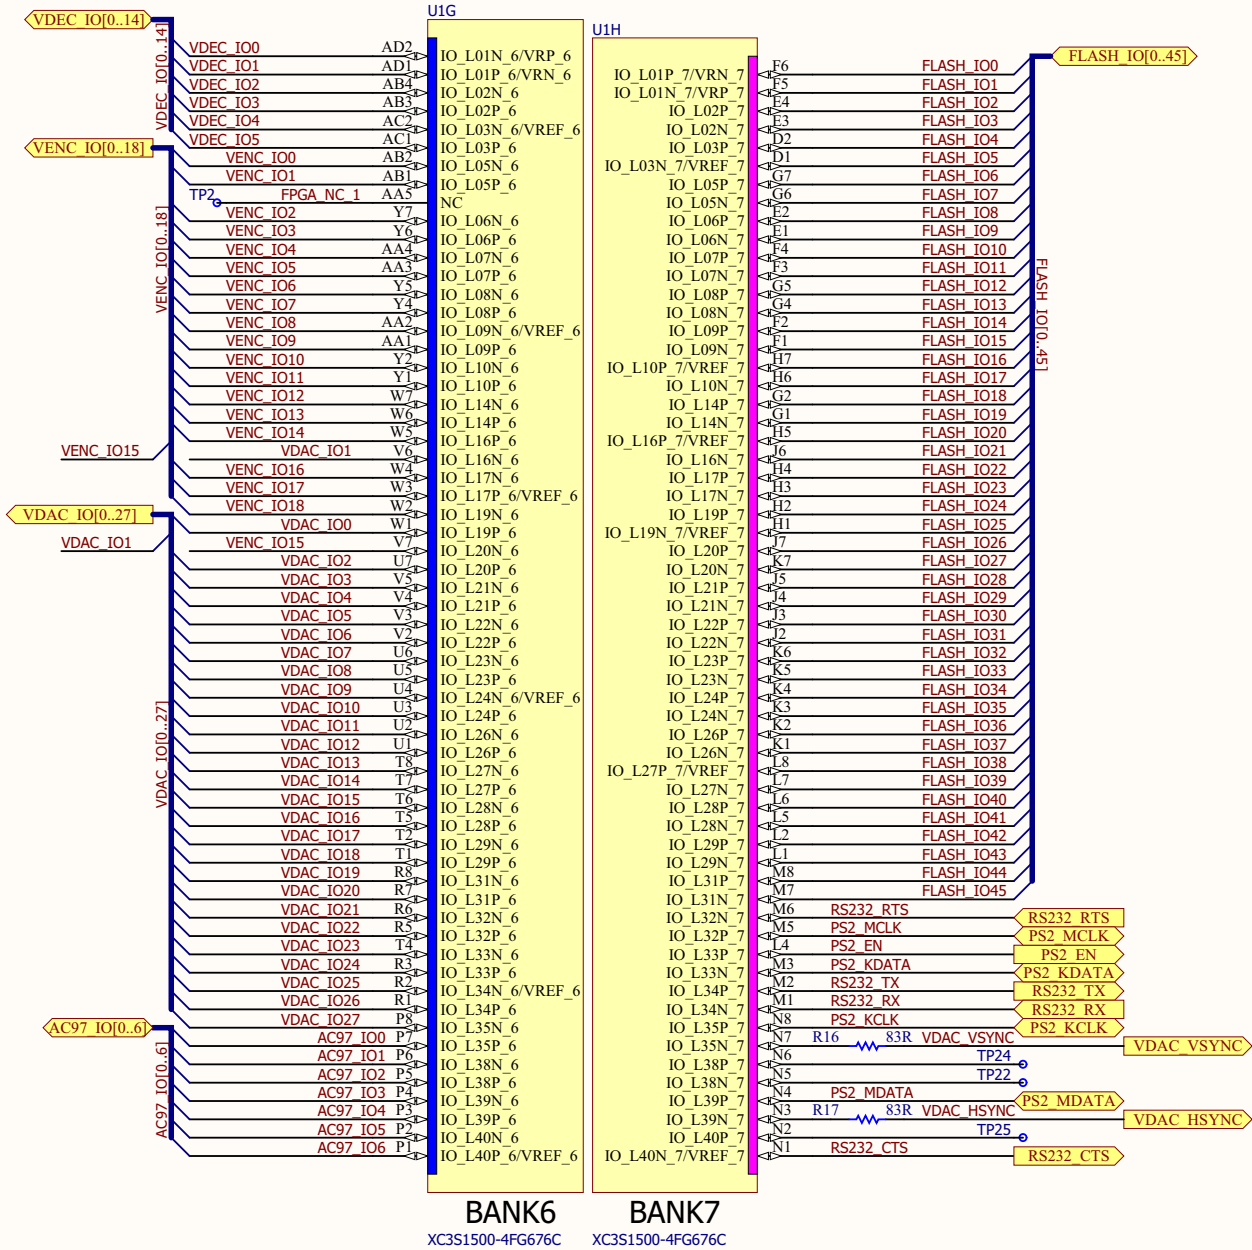 U1G
U1H
VDEC_IO[0..14]
VDEC_IO[0..14]
VDEC_IO0 AD2 IO_L01N_6/VRP_6
VDEC_IO1 AD1 IO_L01P_6/VRN_6
VDEC_IO2 AB4 IO_L02N_6
VDEC_IO3 AB3 IO_L02P_6
VDEC_IO4 AC2 IO_L03N_6/VREF_6
VDEC_IO5 AC1 IO_L03P_6
VENC_IO[0..18]
VENC_IO[0..18]
VENC_IO0 AB2 IO_L05N_6
VENC_IO1 AB1 IO_L05P_6
TP2 FPGA_NC_1 AA5 NC
VENC_IO2 Y7 IO_L06N_6
VENC_IO3 Y6 IO_L06P_6
VENC_IO4 AA4 IO_L07N_6
VENC_IO5 AA3 IO_L07P_6
VENC_IO6 Y5 IO_L08N_6
VENC_IO7 Y4 IO_L08P_6
VENC_IO8 AA2 IO_L09N_6/VREF_6
VENC_IO9 AA1 IO_L09P_6
VENC_IO10 Y2 IO_L10N_6
VENC_IO11 Y1 IO_L10P_6
VENC_IO12 W7 IO_L14N_6
VENC_IO13 W6 IO_L14P_6
VENC_IO14 W5 IO_L16P_6
VENC_IO15 VDAC_IO1 V6 IO_L16N_6
VENC_IO16 W4 IO_L17N_6
VENC_IO17 W3 IO_L17P_6/VREF_6
VENC_IO18 W2 IO_L19N_6
VDAC_IO[0..27]
VDAC_IO[0..27]
VDAC_IO0 W1 IO_L19P_6
VDAC_IO1 VENC_IO15 V7 IO_L20N_6
VDAC_IO2 U7 IO_L20P_6
VDAC_IO3 V5 IO_L21N_6
VDAC_IO4 V4 IO_L21P_6
VDAC_IO5 V3 IO_L22N_6
VDAC_IO6 V2 IO_L22P_6
VDAC_IO7 U6 IO_L23N_6
VDAC_IO8 U5 IO_L23P_6
VDAC_IO9 U4 IO_L24N_6/VREF_6
VDAC_IO10 U3 IO_L24P_6
VDAC_IO11 U2 IO_L26N_6
VDAC_IO12 U1 IO_L26P_6
VDAC_IO13 T8 IO_L27N_6
VDAC_IO14 T7 IO_L27P_6
VDAC_IO15 T6 IO_L28N_6
VDAC_IO16 T5 IO_L28P_6
VDAC_IO17 T2 IO_L29N_6
VDAC_IO18 T1 IO_L29P_6
VDAC_IO19 R8 IO_L31N_6
VDAC_IO20 R7 IO_L31P_6
VDAC_IO21 R6 IO_L32N_6
VDAC_IO22 R5 IO_L32P_6
VDAC_IO23 T4 IO_L33N_6
VDAC_IO24 R3 IO_L33P_6
VDAC_IO25 R2 IO_L34N_6/VREF_6
VDAC_IO26 R1 IO_L34P_6
VDAC_IO27 P8 IO_L35N_6
AC97_IO[0..6]
AC97_IO[0..6]
AC97_IO0 P7 IO_L35P_6
AC97_IO1 P6 IO_L38N_6
AC97_IO2 P5 IO_L38P_6
AC97_IO3 P4 IO_L39N_6
AC97_IO4 P3 IO_L39P_6
AC97_IO5 P2 IO_L40N_6
AC97_IO6 P1 IO_L40P_6/VREF_6
BANK6
XC3S1500-4FG676C
FLASH_IO[0..45]
FLASH_IO[0..45]
IO_L01P_7/VRN_7 F6 FLASH_IO0
IO_L01N_7/VRP_7 F5 FLASH_IO1
IO_L02P_7 E4 FLASH_IO2
IO_L02N_7 E3 FLASH_IO3
IO_L03P_7 D2 FLASH_IO4
IO_L03N_7/VREF_7 D1 FLASH_IO5
IO_L05P_7 G7 FLASH_IO6
IO_L05N_7 G6 FLASH_IO7
IO_L06P_7 E2 FLASH_IO8
IO_L06N_7 E1 FLASH_IO9
IO_L07P_7 F4 FLASH_IO10
IO_L07N_7 F3 FLASH_IO11
IO_L08P_7 G5 FLASH_IO12
IO_L08N_7 G4 FLASH_IO13
IO_L09P_7 F2 FLASH_IO14
IO_L09N_7 F1 FLASH_IO15
IO_L10P_7/VREF_7 H7 FLASH_IO16
IO_L10N_7 H6 FLASH_IO17
IO_L14P_7 G2 FLASH_IO18
IO_L14N_7 G1 FLASH_IO19
IO_L16P_7/VREF_7 H5 FLASH_IO20
IO_L16N_7 J6 FLASH_IO21
IO_L17P_7 H4 FLASH_IO22
IO_L17N_7 H3 FLASH_IO23
IO_L19P_7 H2 FLASH_IO24
IO_L19N_7/VREF_7 H1 FLASH_IO25
IO_L20P_7 J7 FLASH_IO26
IO_L20N_7 K7 FLASH_IO27
IO_L21P_7 J5 FLASH_IO28
IO_L21N_7 J4 FLASH_IO29
IO_L22P_7 J3 FLASH_IO30
IO_L22N_7 J2 FLASH_IO31
IO_L23P_7 K6 FLASH_IO32
IO_L23N_7 K5 FLASH_IO33
IO_L24P_7 K4 FLASH_IO34
IO_L24N_7 K3 FLASH_IO35
IO_L26P_7 K2 FLASH_IO36
IO_L26N_7 K1 FLASH_IO37
IO_L27P_7/VREF_7 L8 FLASH_IO38
IO_L27N_7 L7 FLASH_IO39
IO_L28P_7 L6 FLASH_IO40
IO_L28N_7 L5 FLASH_IO41
IO_L29P_7 L2 FLASH_IO42
IO_L29N_7 L1 FLASH_IO43
IO_L31P_7 M8 FLASH_IO44
IO_L31N_7 M7 FLASH_IO45
IO_L32N_7 M6 RS232_RTS RS232_RTS
IO_L32P_7 M5 PS2_MCLK PS2_MCLK
IO_L33P_7 L4 PS2_EN PS2_EN
IO_L33N_7 M3 PS2_KDATA PS2_KDATA
IO_L34P_7 M2 RS232_TX RS232_TX
IO_L34N_7 M1 RS232_RX RS232_RX
IO_L35P_7 N8 PS2_KCLK PS2_KCLK
IO_L35N_7 N7 R16 83R VDAC_VSYNC VDAC_VSYNC
IO_L38P_7 N6 TP24
IO_L38N_7 N5 TP22
IO_L39P_7 N4 PS2_MDATA PS2_MDATA
IO_L39N_7 N3 R17 83R VDAC_HSYNC VDAC_HSYNC
IO_L40P_7 N2 TP25
IO_L40N_7/VREF_7 N1 RS232_CTS RS232_CTS
BANK7
XC3S1500-4FG676C